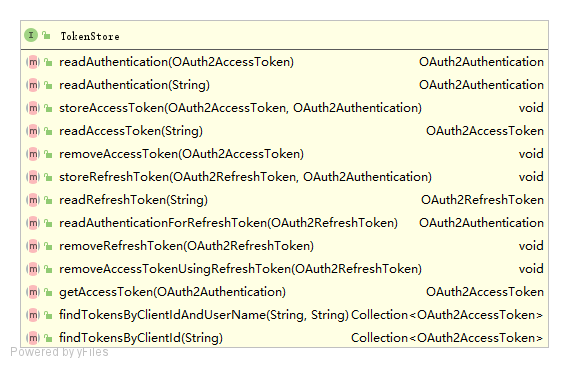 I TokenStore
m readAuthentication(OAuth2AccessToken) OAuth2Authentication
m readAuthentication(String) OAuth2Authentication
m storeAccessToken(OAuth2AccessToken, OAuth2Authentication) void
m readAccessToken(String) OAuth2AccessToken
m removeAccessToken(OAuth2AccessToken) void
m storeRefreshToken(OAuth2RefreshToken, OAuth2Authentication) void
m readRefreshToken(String) OAuth2RefreshToken
m readAuthenticationForRefreshToken(OAuth2RefreshToken) OAuth2Authentication
m removeRefreshToken(OAuth2RefreshToken) void
m removeAccessTokenUsingRefreshToken(OAuth2RefreshToken) void
m getAccessToken(OAuth2Authentication) OAuth2AccessToken
m findTokensByClientIdAndUserName(String, String) Collection<OAuth2AccessToken>
m findTokensByClientId(String) Collection<OAuth2AccessToken>
Powered by yFiles